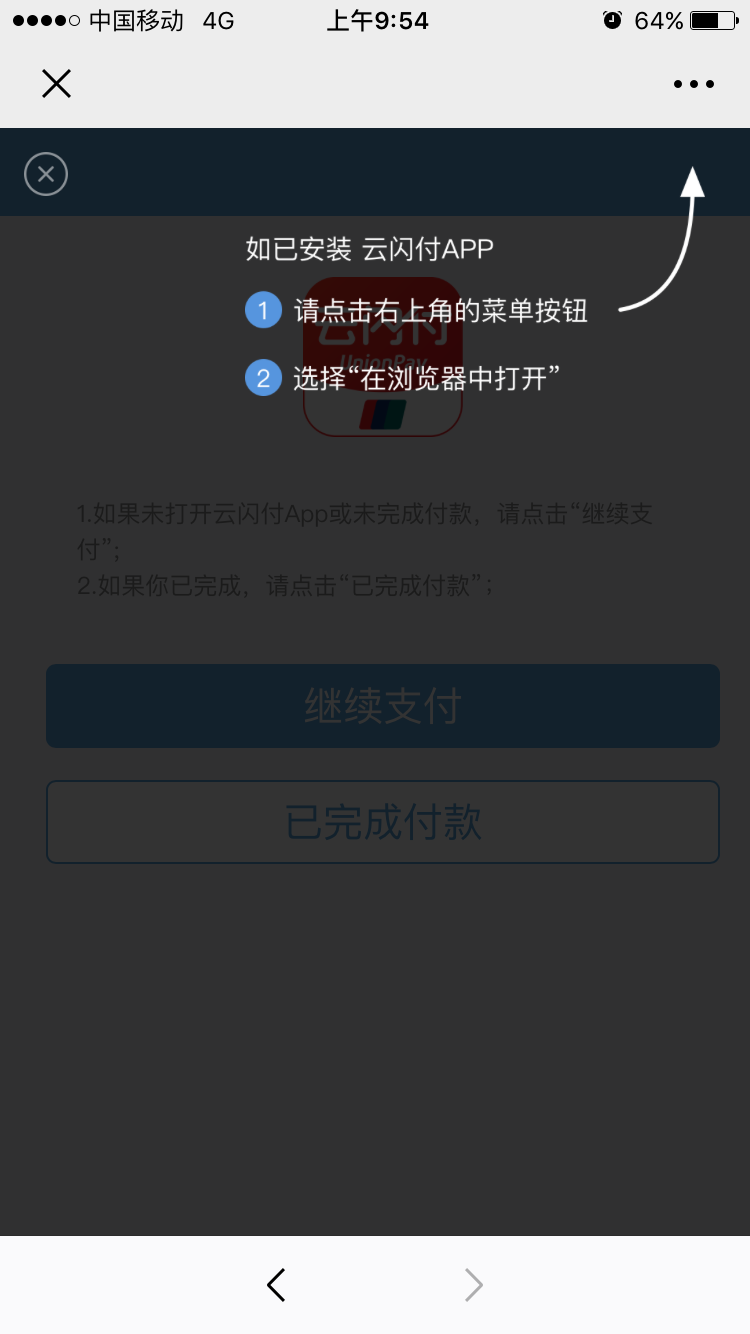 中国移动 4G 上午9:54 64%
如已安装 云闪付APP
1 请点击右上角的菜单按钮
云闪付
UnionPay
2 选择“在浏览器中打开”
1.如果未打开云闪付App或未完成付款，请点击“继续支
付”;
2.如果你已完成，请点击“已完成付款”;
继续支付
已完成付款